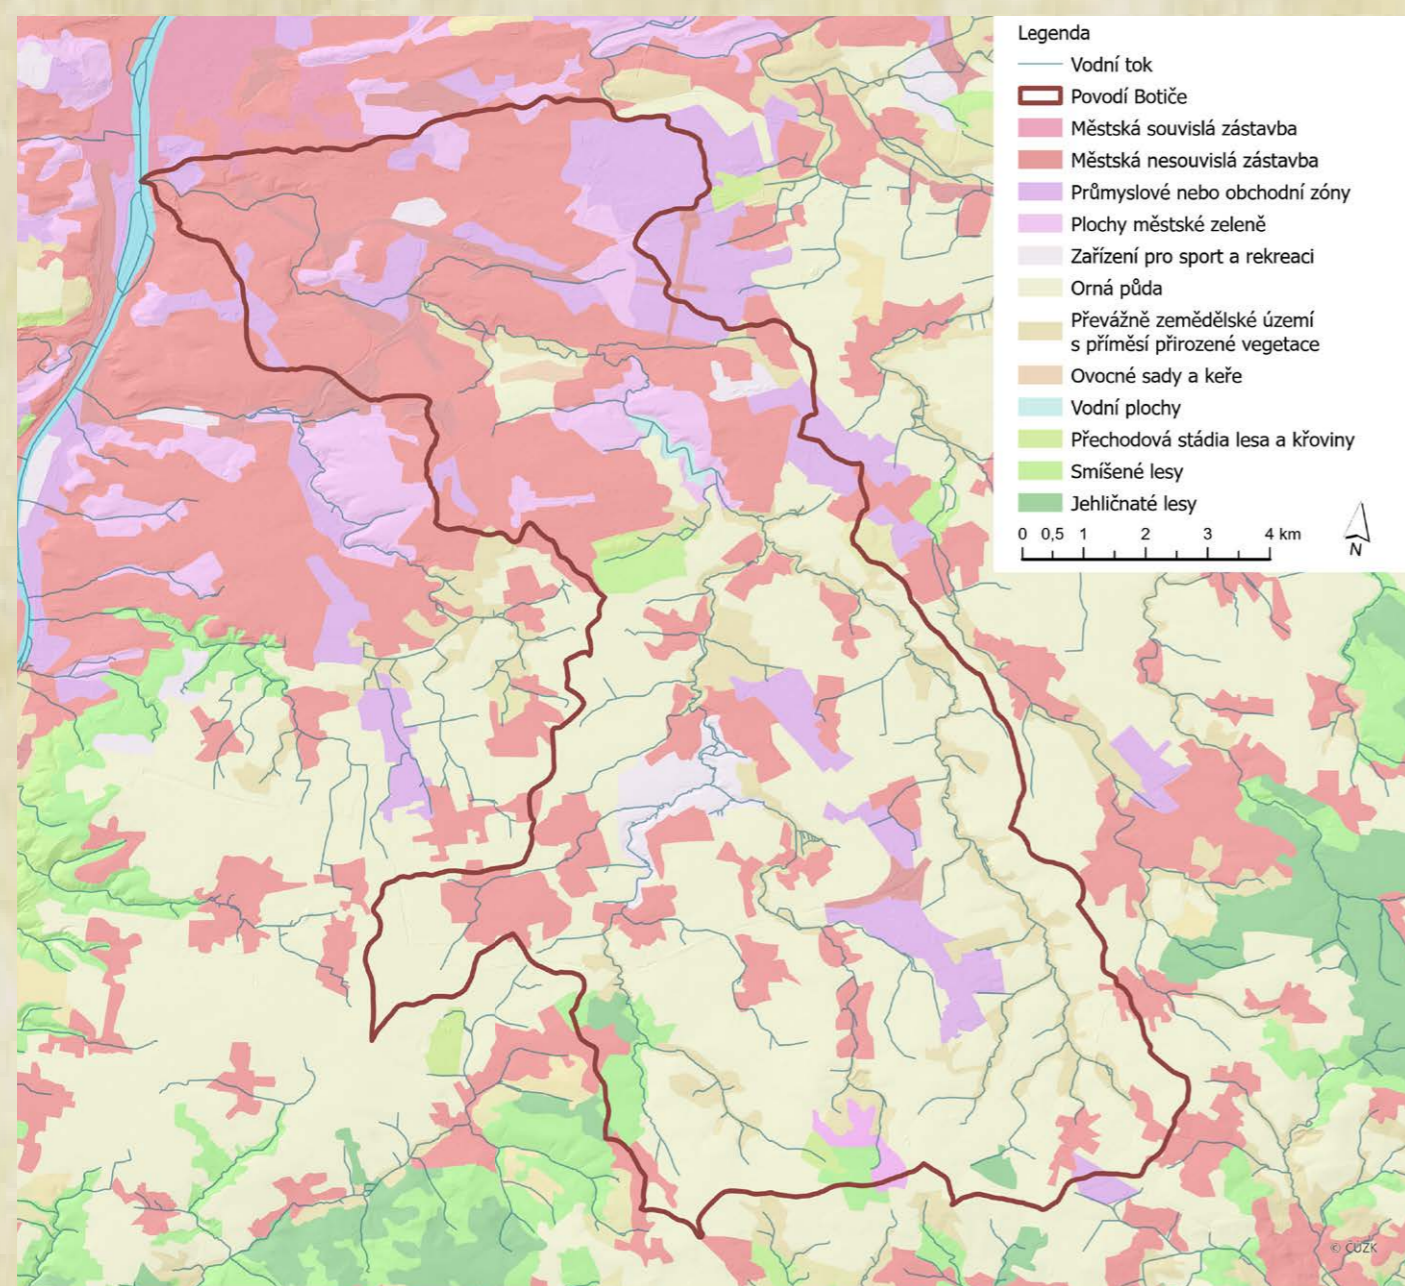 Legenda
Vodní tok
Povodí Botiče
Městská souvislá zástavba
Městská nesouvislá zástavba
Průmyslové nebo obchodní zóny
Plochy městské zeleně
Zařízení pro sport a rekreaci
Orná půda
Převážně zemědělské území
s příměsí přirozené vegetace
Ovocné sady a keře
Vodní plochy
Přechodová stádia lesa a křoviny
Smíšené lesy
Jehličnaté lesy
0 0,5 1 2 3 4 km
N
© ČÚZK